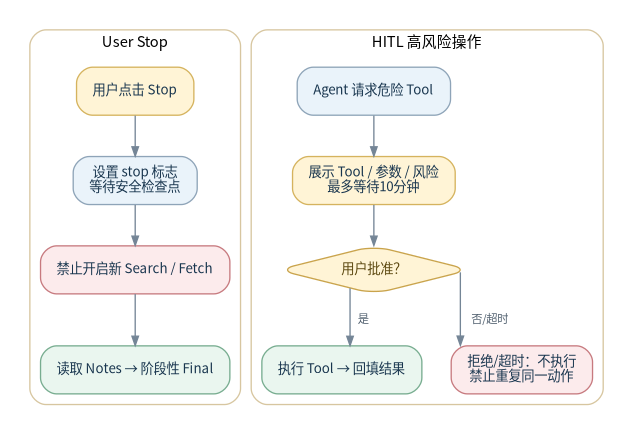 User Stop
用户点击 Stop
设置 stop 标志
等待安全检查点
禁止开启新 Search / Fetch
读取 Notes → 阶段性 Final
HITL 高风险操作
Agent 请求危险 Tool
展示 Tool / 参数 / 风险
最多等待10分钟
用户批准?
是
否/超时
执行 Tool → 回填结果
拒绝/超时：不执行
禁止重复同一动作